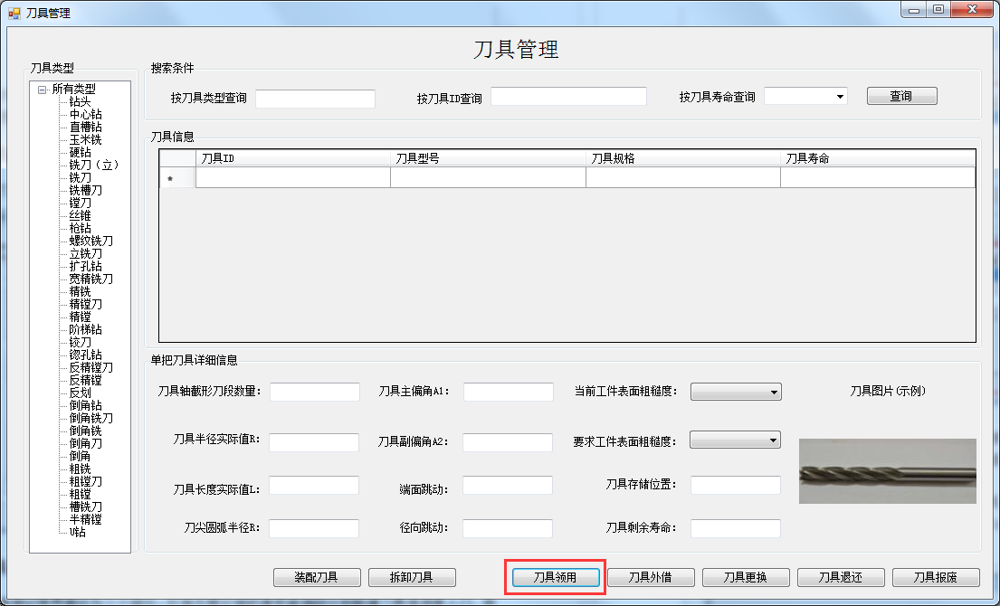 刀具管理
刀具管理
刀具类型
所有类型
钻头
中心钻
直槽钻
玉米铣
硬钻
铣刀（立）
铣刀
铣槽刀
镗刀
丝锥
枪钻
螺纹铣刀
立铣刀
扩孔钻
宽精铣刀
精铣
精镗刀
精镗
阶梯钻
铰刀
锪孔钻
反精镗刀
反精镗
反划
倒角钻
倒角铣刀
倒角铣
倒角刀
倒角
粗铣
粗镗刀
粗镗
槽铣刀
半精镗
U钻
搜索条件
按刀具类型查询 按刀具ID查询 按刀具寿命查询 查询
刀具信息
刀具ID 刀具型号 刀具规格 刀具寿命
*
单把刀具详细信息
刀具轴截形刀段数量： 刀具主偏角A1： 当前工件表面粗糙度： 刀具图片(示例)
刀具半径实际值R： 刀具副偏角A2： 要求工件表面粗糙度：
刀具长度实际值L： 端面跳动： 刀具存储位置：
刀尖圆弧半径R： 径向跳动： 刀具剩余寿命：
装配刀具 拆卸刀具 刀具领用 刀具外借 刀具更换 刀具退还 刀具报废